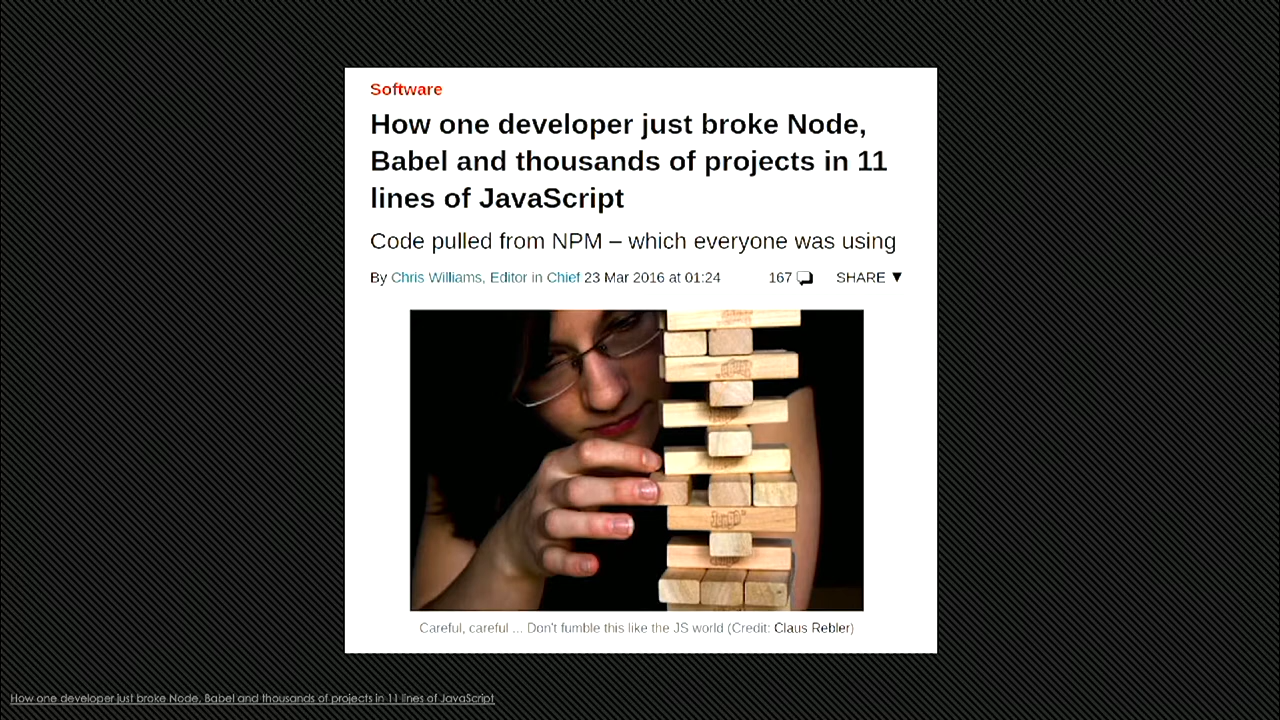 Software
How one developer just broke Node,
Babel and thousands of projects in 11
lines of JavaScript
Code pulled from NPM – which everyone was using
By Chris Williams, Editor in Chief 23 Mar 2016 at 01:24 167 SHARE ▼
Careful, careful ... Don't fumble this like the JS world (Credit: Claus Rebler)
How one developer just broke Node, Babel and thousands of projects in 11 lines of JavaScript